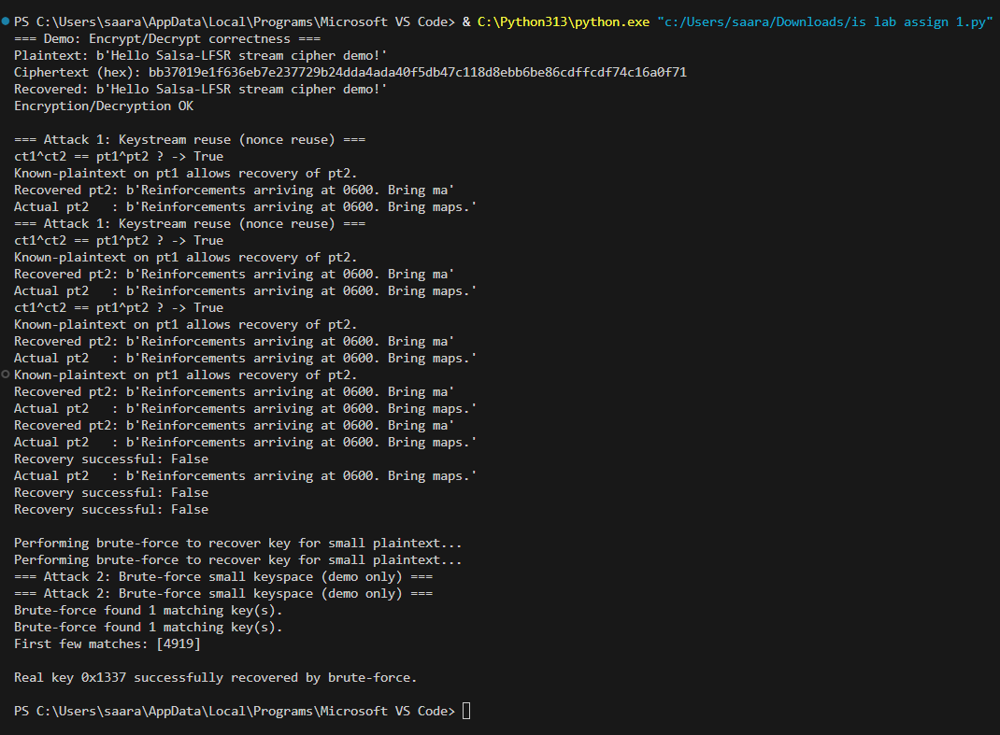 PS C:\Users\saara\AppData\Local\Programs\Microsoft VS Code> & C:\Python313\python.exe "c:/Users/saara/Downloads/is lab assign 1.py"
=== Demo: Encrypt/Decrypt correctness ===
Plaintext: b'Hello Salsa-LFSR stream cipher demo!'
Ciphertext (hex): bb37019e1f636eb7e237729b24dda4ada40f5db47c118d8ebb6be86cdffcdf74c16a0f71
Recovered: b'Hello Salsa-LFSR stream cipher demo!'
Encryption/Decryption OK

=== Attack 1: Keystream reuse (nonce reuse) ===
ct1^ct2 == pt1^pt2 ? -> True
Known-plaintext on pt1 allows recovery of pt2.
Recovered pt2: b'Reinforcements arriving at 0600. Bring ma'
Actual pt2   : b'Reinforcements arriving at 0600. Bring maps.'
=== Attack 1: Keystream reuse (nonce reuse) ===
ct1^ct2 == pt1^pt2 ? -> True
Known-plaintext on pt1 allows recovery of pt2.
Recovered pt2: b'Reinforcements arriving at 0600. Bring ma'
Actual pt2   : b'Reinforcements arriving at 0600. Bring maps.'
ct1^ct2 == pt1^pt2 ? -> True
Known-plaintext on pt1 allows recovery of pt2.
Recovered pt2: b'Reinforcements arriving at 0600. Bring ma'
Actual pt2   : b'Reinforcements arriving at 0600. Bring maps.'
Known-plaintext on pt1 allows recovery of pt2.
Recovered pt2: b'Reinforcements arriving at 0600. Bring ma'
Actual pt2   : b'Reinforcements arriving at 0600. Bring maps.'
Recovered pt2: b'Reinforcements arriving at 0600. Bring ma'
Actual pt2   : b'Reinforcements arriving at 0600. Bring maps.'
Recovery successful: False
Actual pt2   : b'Reinforcements arriving at 0600. Bring maps.'
Recovery successful: False
Recovery successful: False

Performing brute-force to recover key for small plaintext...
Performing brute-force to recover key for small plaintext...
=== Attack 2: Brute-force small keyspace (demo only) ===
=== Attack 2: Brute-force small keyspace (demo only) ===
Brute-force found 1 matching key(s).
Brute-force found 1 matching key(s).
First few matches: [4919]

Real key 0x1337 successfully recovered by brute-force.

PS C:\Users\saara\AppData\Local\Programs\Microsoft VS Code>